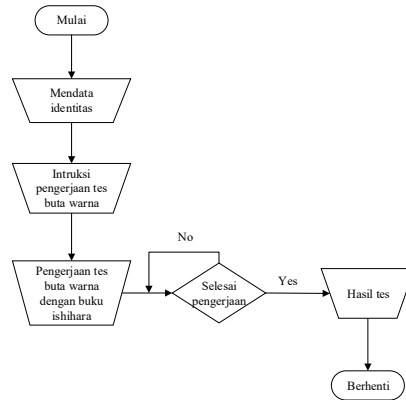 Mulai
Mendata
identitas
Intruksi
pengerjaan tes
buta warna
Pengerjaan tes
buta warna
dengan buku
ishihara
No
Selesai
pengerjaan
Yes
Hasil tes
Berhenti